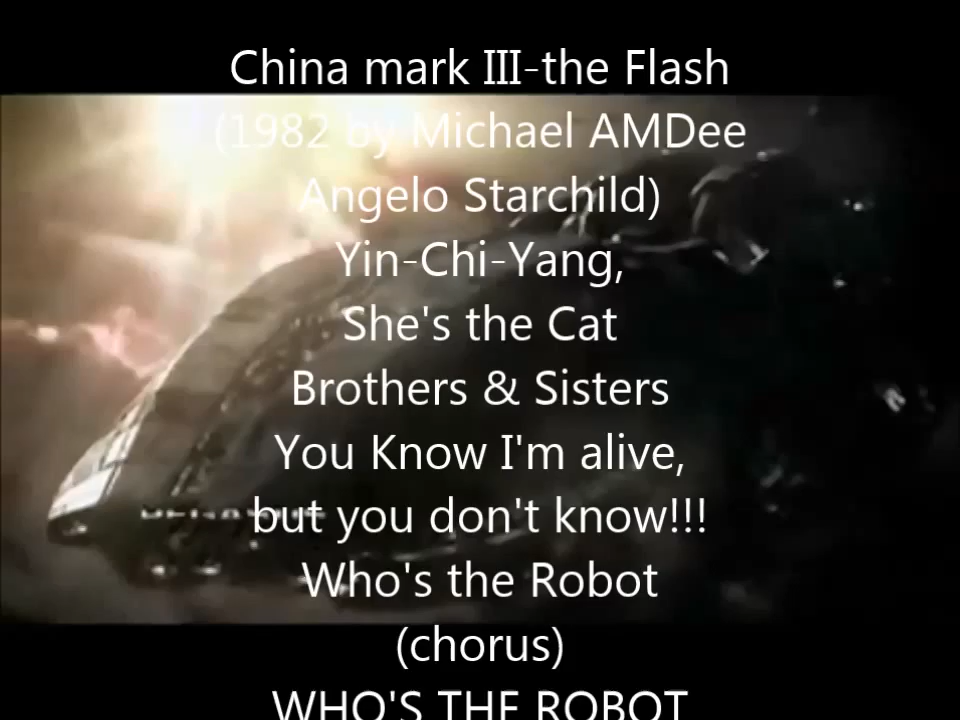 China mark III-the Flash
(1982 by Michael AMDee
Angelo Starchild)
Yin-Chi-Yang,
She's the Cat
Brothers & Sisters
You Know I'm alive,
but you don't know!!!
Who's the Robot
(chorus)
WHO'S THE ROBOT